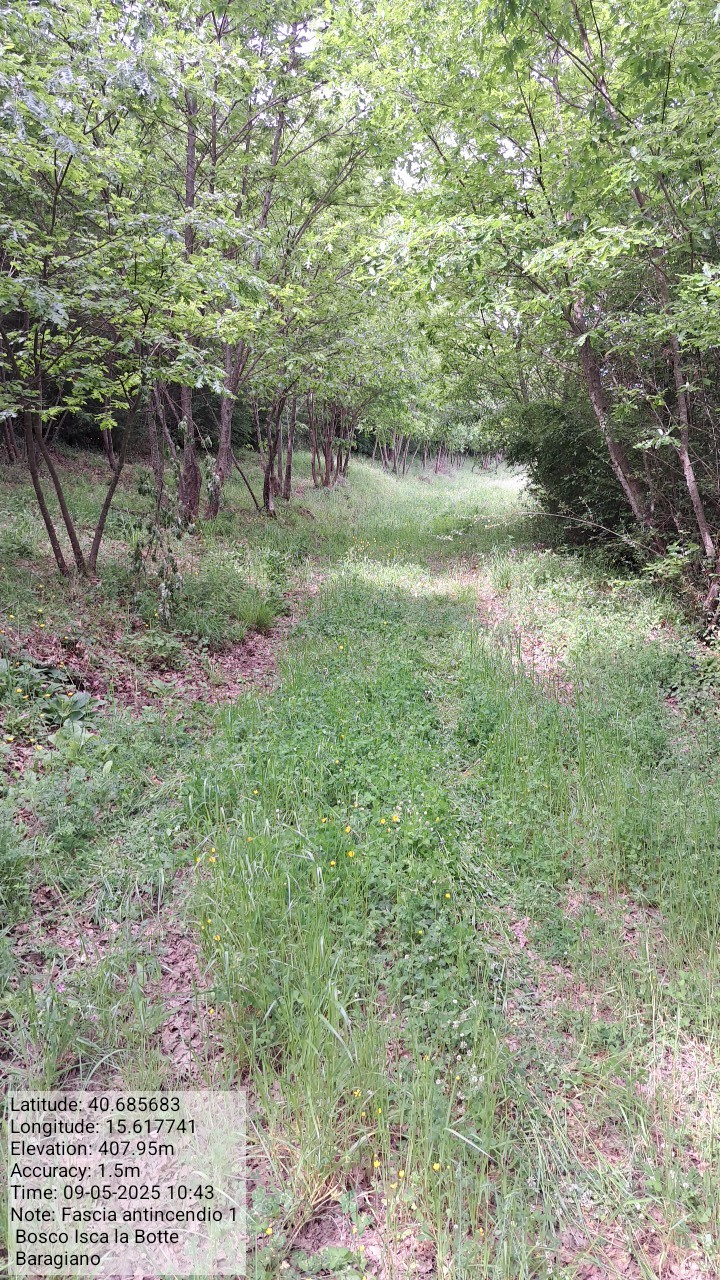 Latitude: 40.685683
Longitude: 15.617741
Elevation: 407.95m
Accuracy: 1.5m
Time: 09-05-2025 10:43
Note: Fascia antincendio 1
Bosco Isca la Botte
Baragiano